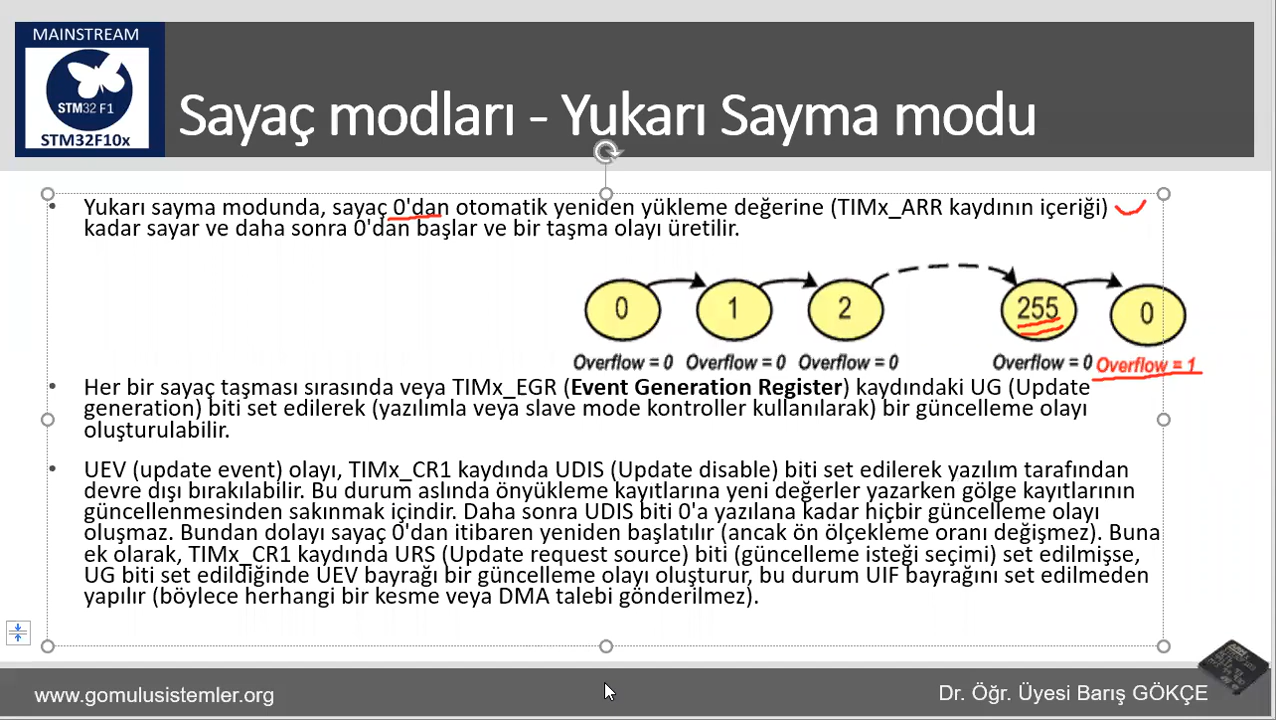 MAINSTREAM
STM32 F1
STM32F10x
Sayaç modları - Yukarı Sayma modu
• Yukarı sayma modunda, sayaç 0'dan otomatik yeniden yükleme değerine (TIMx_ARR kaydının içeriği)
kadar sayar ve daha sonra 0'dan başlar ve bir taşma olayı üretilir.
0 1 2 255 0
Overflow = 0 Overflow = 0 Overflow = 0 Overflow = 0 Overflow = 1
• Her bir sayaç taşması sırasında veya TIMx_EGR (Event Generation Register) kaydındaki UG (Update
generation) biti set edilerek (yazılımla veya slave mode kontroller kullanılarak) bir güncelleme olayı
oluşturulabilir.
• UEV (update event) olayı, TIMx_CR1 kaydında UDIS (Update disable) biti set edilerek yazılım tarafından
devre dışı bırakılabilir. Bu durum aslında önyükleme kayıtlarına yeni değerler yazarken gölge kayıtlarının
güncellenmesinden sakınmak içindir. Daha sonra UDIS biti 0'a yazılana kadar hiçbir güncelleme olayı
oluşmaz. Bundan dolayı sayaç 0'dan itibaren yeniden başlatılır (ancak ön ölçekleme oranı değişmez). Buna
ek olarak, TIMx_CR1 kaydında URS (Update request source) biti (güncelleme isteği seçimi) set edilmişse,
UG biti set edildiğinde UEV bayrağı bir güncelleme olayı oluşturur, bu durum UIF bayrağını set edilmeden
yapılır (böylece herhangi bir kesme veya DMA talebi gönderilmez).
www.gomulusistemler.org
Dr. Öğr. Üyesi Barış GÖKÇE